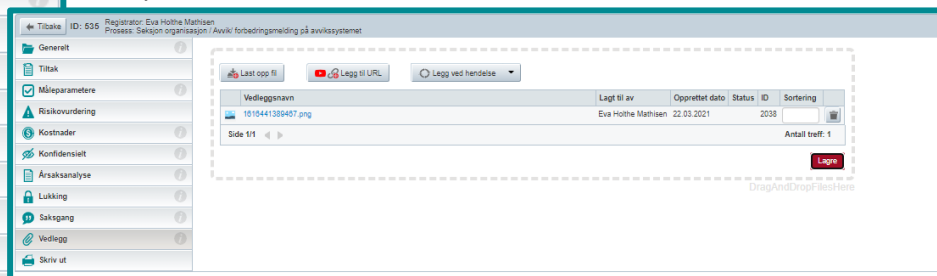 Tilbake ID: 535 Registrator: Eva Holthe Mathisen
Prosess: Seksjon organisasjon / Avvik/ forbedringsmelding på avvikssystemet
Generelt
Tiltak
Måleparametere
Risikovurdering
Kostnader
Konfidensielt
Årsaksanalyse
Lukking
Saksgang
Vedlegg
Skriv ut
Last opp fil Legg til URL Legg ved hendelse
Vedleggsnavn Lagt til av Opprettet dato Status ID Sortering
1616441389467.png Eva Holthe Mathisen 22.03.2021 2038
Side 1/1 Antall treff: 1
Lagre
DragAndDropFilesHere